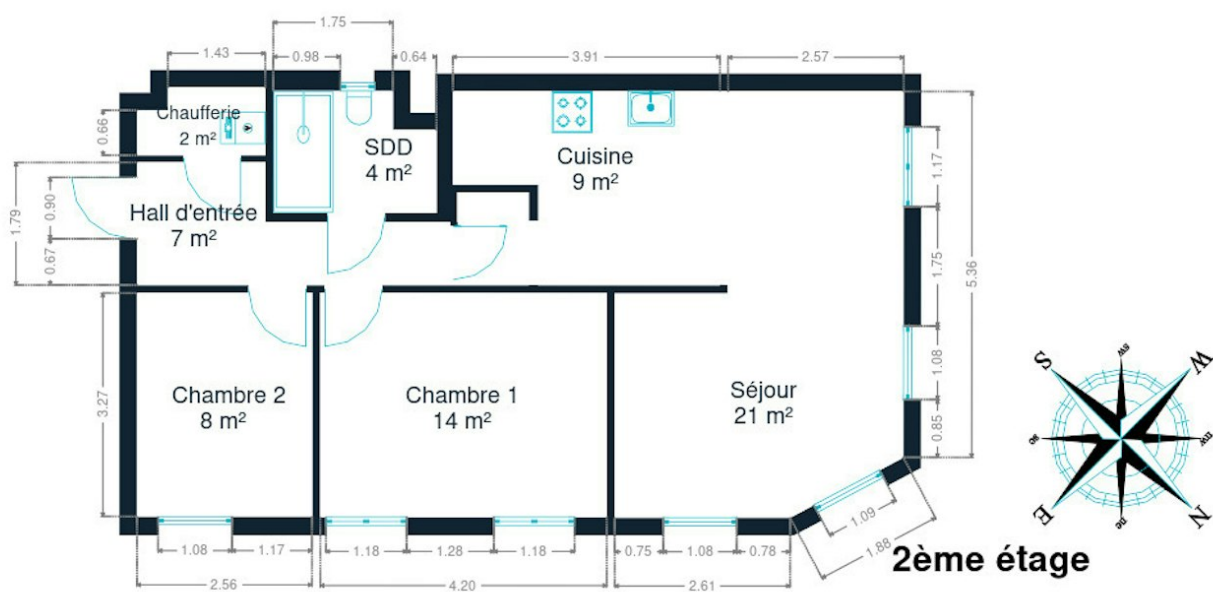 1.75
1.43
0.98
0.64
3.91
2.57
Chaufferie
2 m²
0.66
SDD
4 m²
Cuisine
9 m²
1.17
Hall d'entrée
7 m²
1.79
0.90
0.67
1.75
5.36
1.08
0.85
3.27
Chambre 2
8 m²
Chambre 1
14 m²
Séjour
21 m²
S
sw
W
se
nw
E
ne
N
1.09
1.88
1.08
1.17
1.18
1.28
1.18
0.75
1.08
0.78
2.56
4.20
2.61
2ème étage